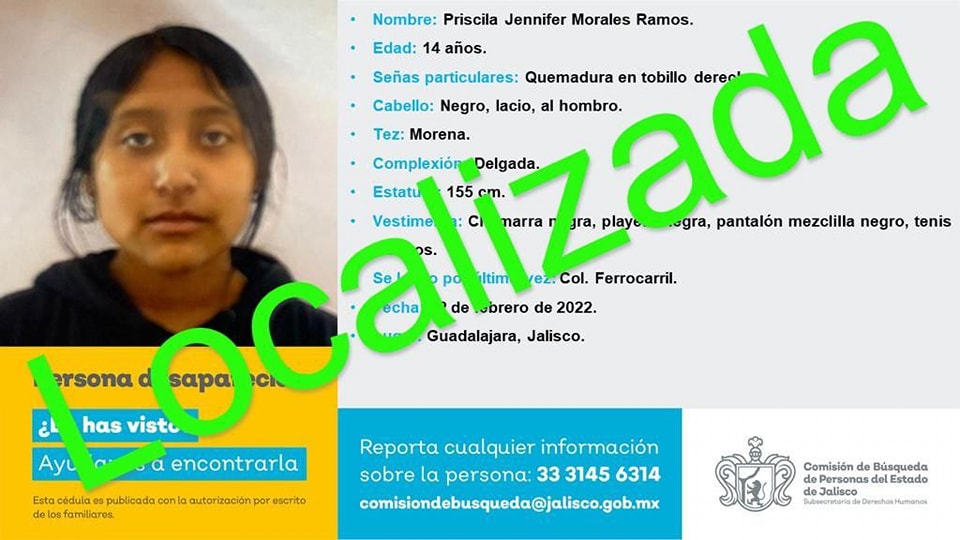 Nombre: Priscila Jennifer Morales Ramos.
Edad: 14 años.
Señas particulares: Quemadura en tobillo
Cabello: Negro, lacio, al hombro.
Tez: Morena.
Complexión: Delgada.
155 cm.
negra, pantalón mezclilla negro, tenis
Col. Ferrocarril.
de febrero de 2022.
Guadalajara, Jalisco.
Localizada
Persona
has visto
a encontrarla
Esta cédula es publicada con la autorización por escrito
de los familiares.
Reporta cualquier información
sobre la persona: 33 3145 6314
comisiondebusqueda@jalisco.gob.mx
Comisión de Búsqueda
de Personas del Estado
de Jalisco
Subsecretaría de Derechos Humanos